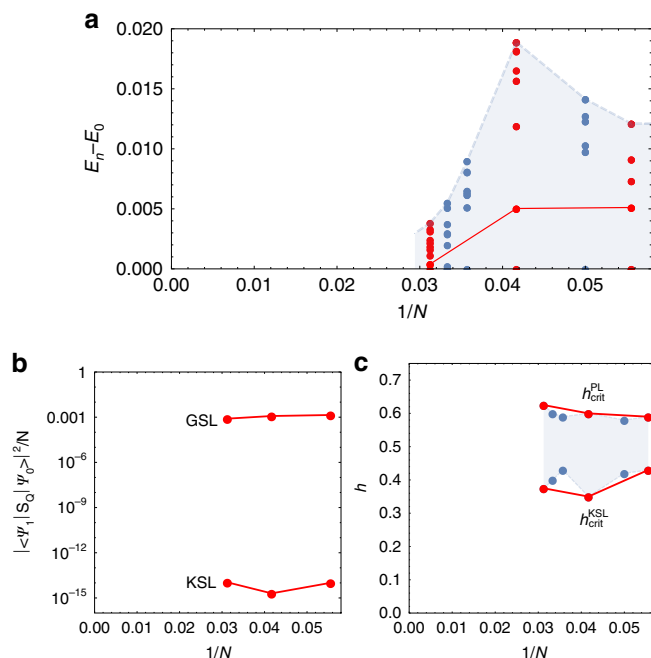 a
0.020
0.015
0.010
0.005
0.000
E_n–E_0
0.00 0.01 0.02 0.03 0.04 0.05
1/N
b
1
0.001
10^{-6}
10^{-9}
10^{-12}
10^{-15}
|<Ψ_1| S_Q| Ψ_0>|^2/N
GSL
KSL
0.00 0.01 0.02 0.03 0.04 0.05
1/N
c
0.7
0.6
0.5
0.4
0.3
0.2
0.1
0.0
h
h_{crit}^{PL}
h_{crit}^{KSL}
0.00 0.01 0.02 0.03 0.04 0.05
1/N